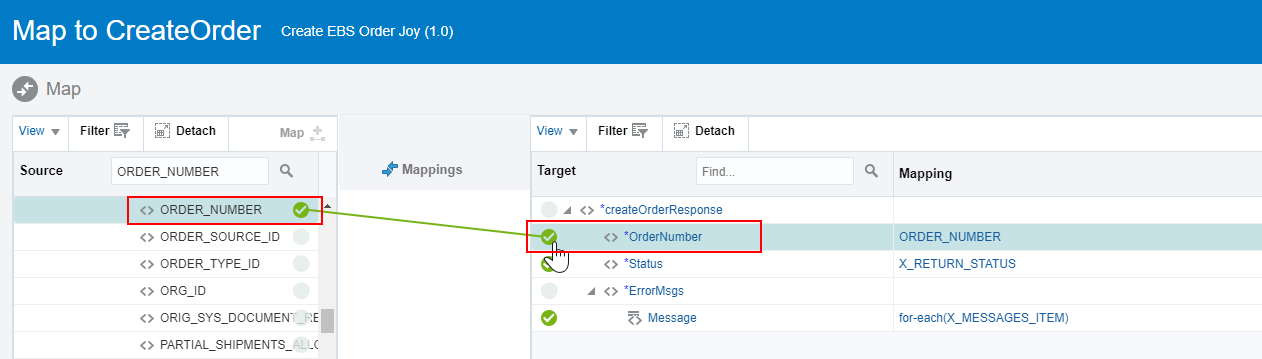 Map to CreateOrder Create EBS Order Joy (1.0)
Map
View Filter Detach Map
View Filter Detach
Source ORDER_NUMBER
Mappings
Target Find... Mapping
<> ORDER_NUMBER
<> ORDER_SOURCE_ID
<> ORDER_TYPE_ID
<> ORG_ID
<> ORIG_SYS_DOCUMENT_RE
<> PARTIAL_SHIPMENTS_ALLO
<> *createOrderResponse
<> *OrderNumber ORDER_NUMBER
<> *Status X_RETURN_STATUS
<> *ErrorMsgs
Message for-each(X_MESSAGES_ITEM)